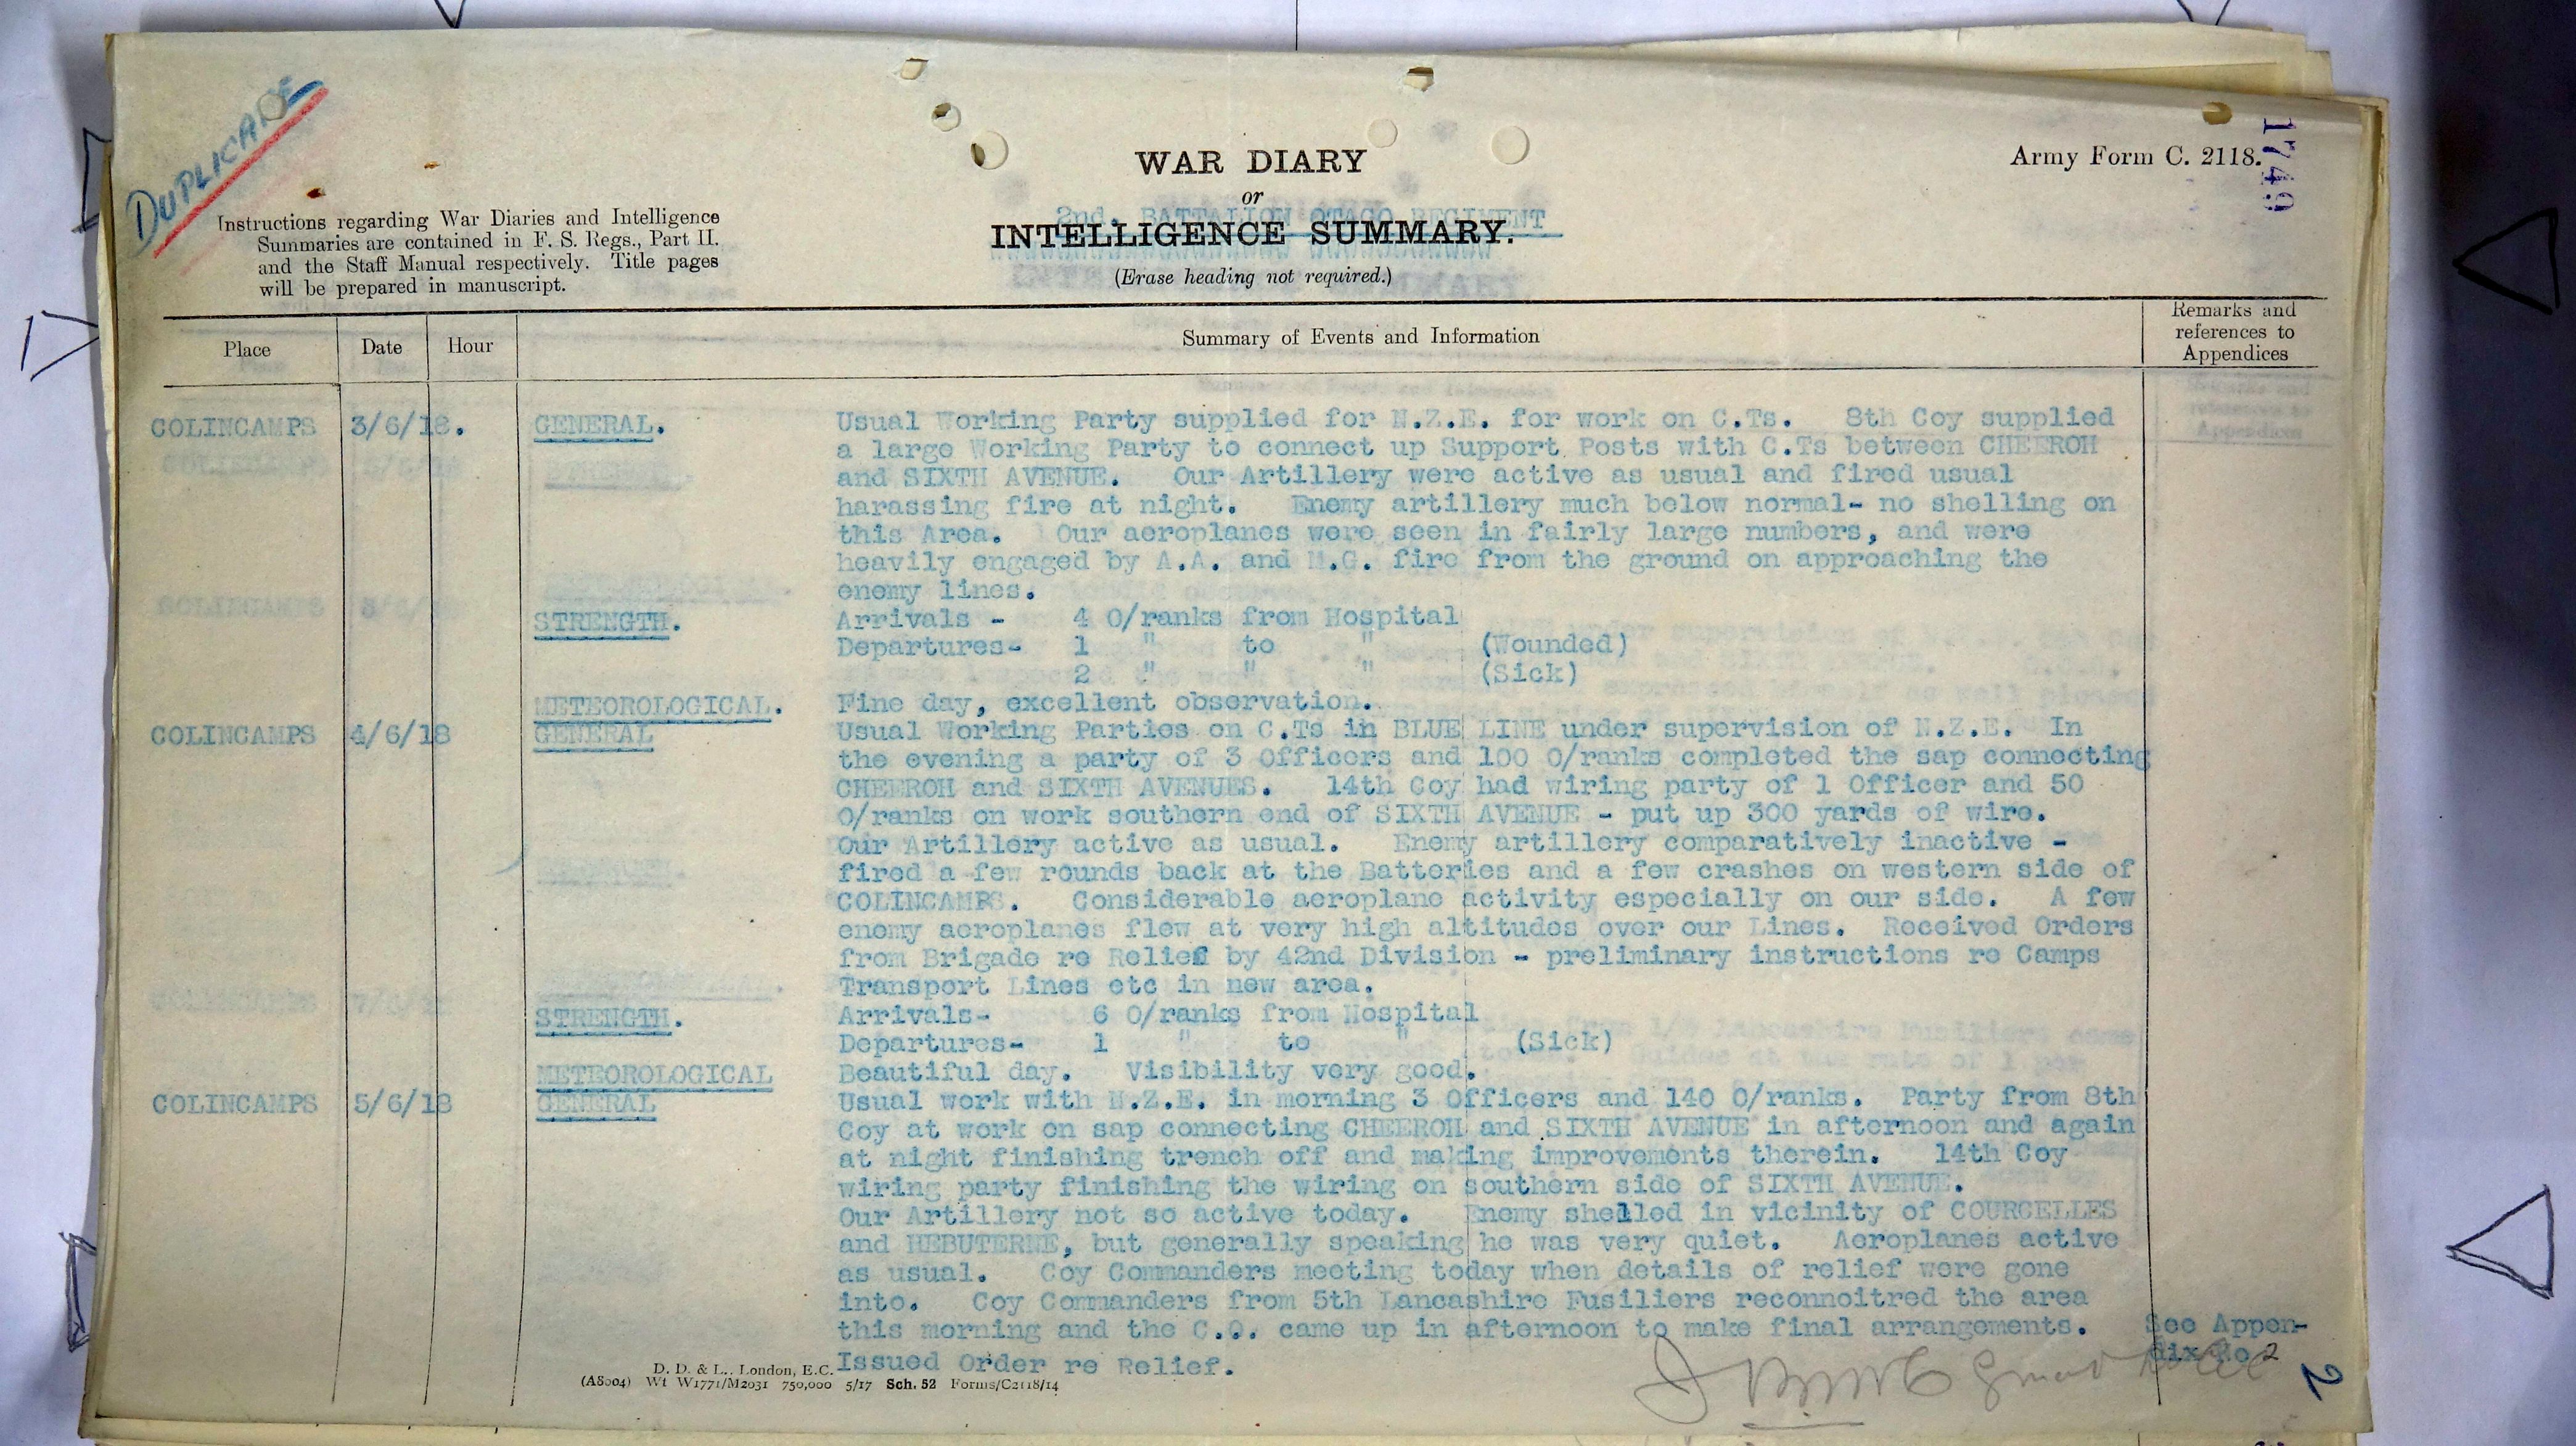 DUPLICATE
1749
Army Form C. 2118.
WAR DIARY
or
2nd. BATTALION OTAGO REGIMENT
INTELLIGENCE SUMMARY.
(Erase heading not required.)
Instructions regarding War Diaries and Intelligence
Summaries are contained in F. S. Regs., Part II.
and the Staff Manual respectively. Title pages
will be prepared in manuscript.
Place Date Hour Summary of Events and Information Remarks and
references to
Appendices
COLINCAMPS 3/6/18. GENERAL. Usual Working Party supplied for N.Z.E. for work on C.Ts. 8th Coy supplied
a large Working Party to connect up Support Posts with C.Ts between CHEEROH
and SIXTH AVENUE. Our Artillery were active as usual and fired usual
harassing fire at night. Enemy artillery much below normal- no shelling on
this Area. Our aeroplanes were seen in fairly large numbers, and were
heavily engaged by A.A. and M.G. fire from the ground on approaching the
enemy lines.
STRENGTH. Arrivals - 4 O/ranks from Hospital
Departures- 1 " to " (Wounded)
2 " " " (Sick)
METEOROLOGICAL. Fine day, excellent observation.
COLINCAMPS 4/6/18 GENERAL Usual Working Parties on C.Ts in BLUE LINE under supervision of N.Z.E. In
the evening a party of 3 Officers and 100 O/ranks completed the sap connecting
CHEEROH and SIXTH AVENUES. 14th Coy had wiring party of 1 Officer and 50
O/ranks on work southern end of SIXTH AVENUE - put up 300 yards of wire.
Our Artillery active as usual. Enemy artillery comparatively inactive -
fired a few rounds back at the Batteries and a few crashes on western side of
COLINCAMPS. Considerable aeroplane activity especially on our side. A few
enemy aeroplanes flew at very high altitudes over our Lines. Received Orders
from Brigade re Relief by 42nd Division - preliminary instructions re Camps
Transport Lines etc in new area.
STRENGTH. Arrivals- 6 O/ranks from Hospital
Departures- 1 " to " (Sick)
METEOROLOGICAL Beautiful day. Visibility very good.
COLINCAMPS 5/6/18 GENERAL Usual work with N.Z.E. in morning 3 Officers and 140 O/ranks. Party from 8th
Coy at work on sap connecting CHEEROH and SIXTH AVENUE in afternoon and again
at night finishing trench off and making improvements therein. 14th Coy
wiring party finishing the wiring on southern side of SIXTH AVENUE.
Our Artillery not so active today. Enemy shelled in vicinity of COURCELLES
and HEBUTERNE, but generally speaking he was very quiet. Aeroplanes active
as usual. Coy Commanders meeting today when details of relief were gone
into. Coy Commanders from 5th Lancashire Fusiliers reconnoitred the area
this morning and the C.O. came up in afternoon to make final arrangements. See Appen-
Issued Order re Relief. dix No 2
2
D. D. & L., London, E.C.
(A8004) Wt W1771/M2031 750,000 5/17 Sch. 52 Forms/C2118/14